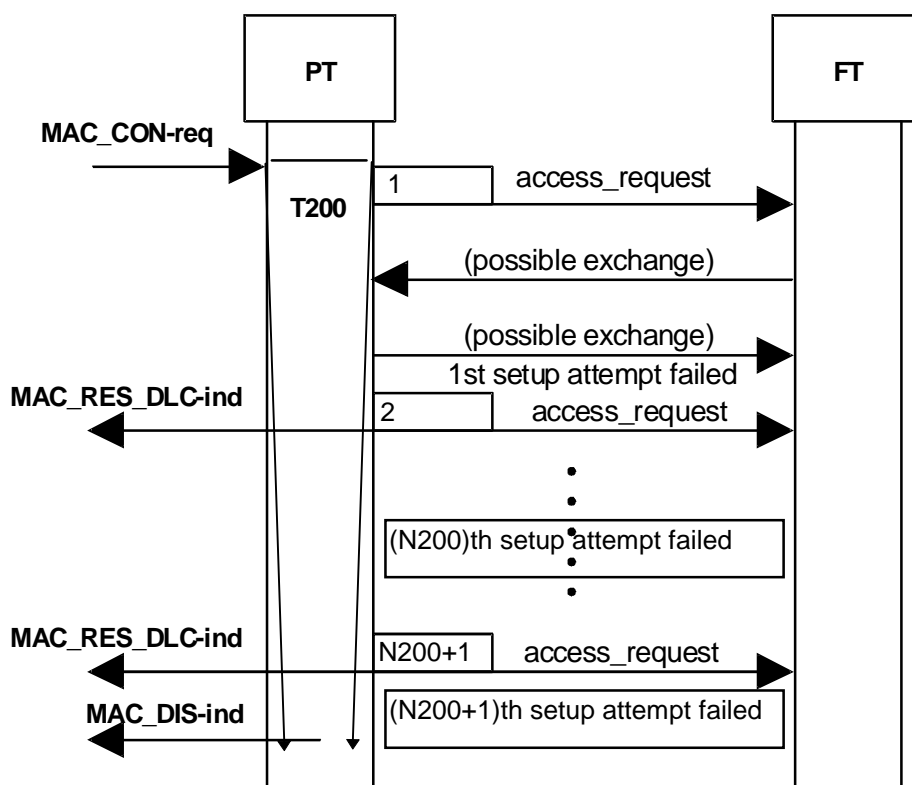 PT
FT
MAC_CON-req
1
access_request
T200
(possible exchange)
(possible exchange)
1st setup attempt failed
MAC_RES_DLC-ind
2
access_request
(N200)th setup attempt failed
MAC_RES_DLC-ind
N200+1
access_request
MAC_DIS-ind
(N200+1)th setup attempt failed